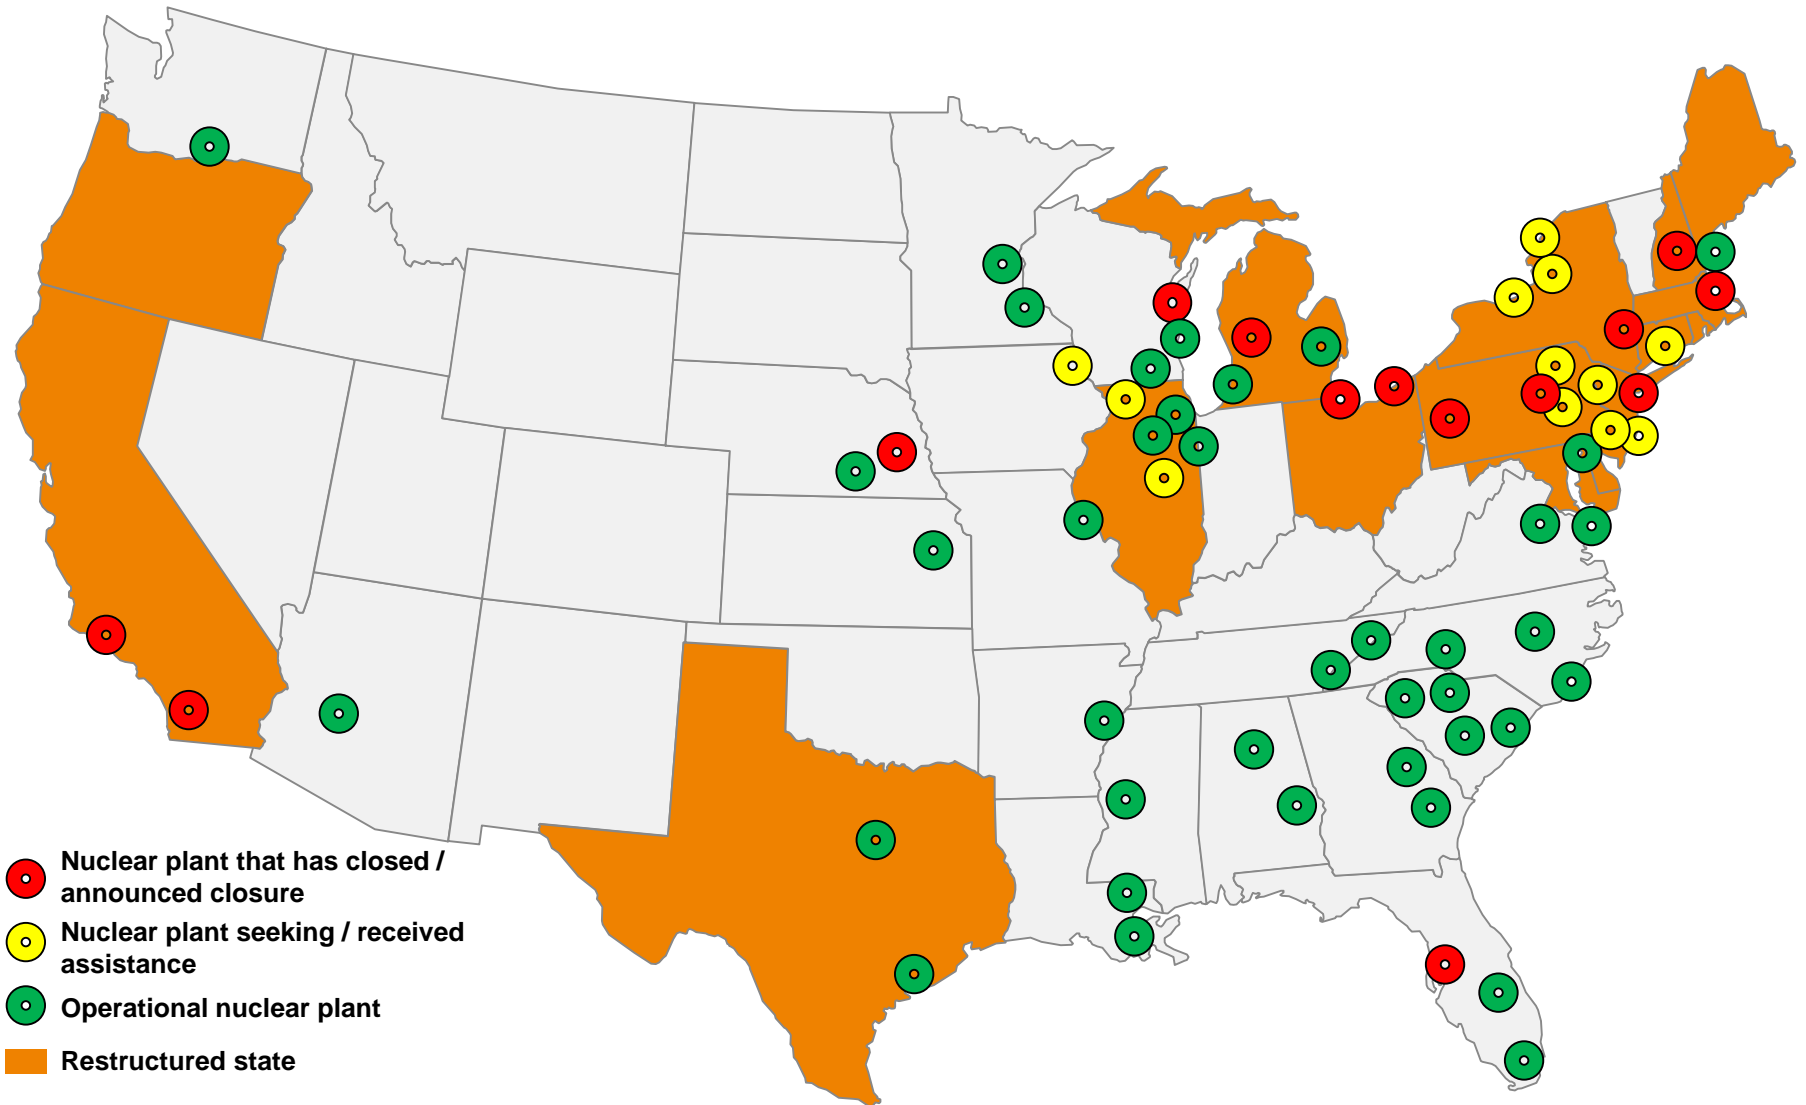 Nuclear plant that has closed /
announced closure
Nuclear plant seeking / received
assistance
Operational nuclear plant
Restructured state